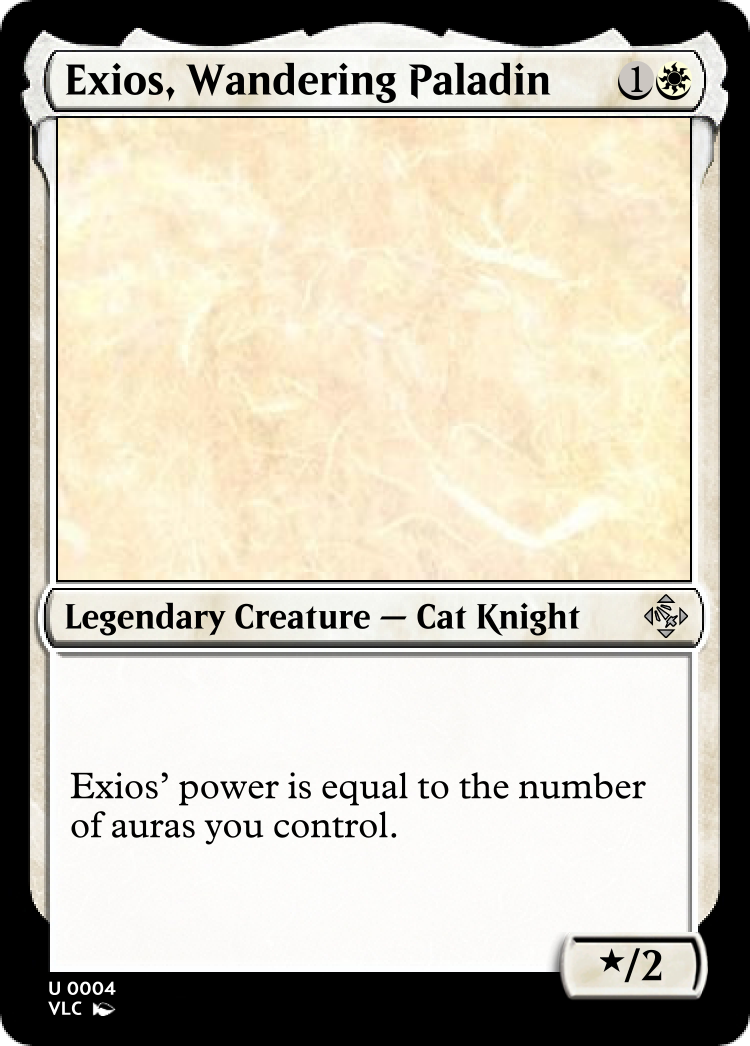 Exios, Wandering Paladin 1
Legendary Creature — Cat Knight
Exios’ power is equal to the number
of auras you control.
★/2
U 0004
VLC